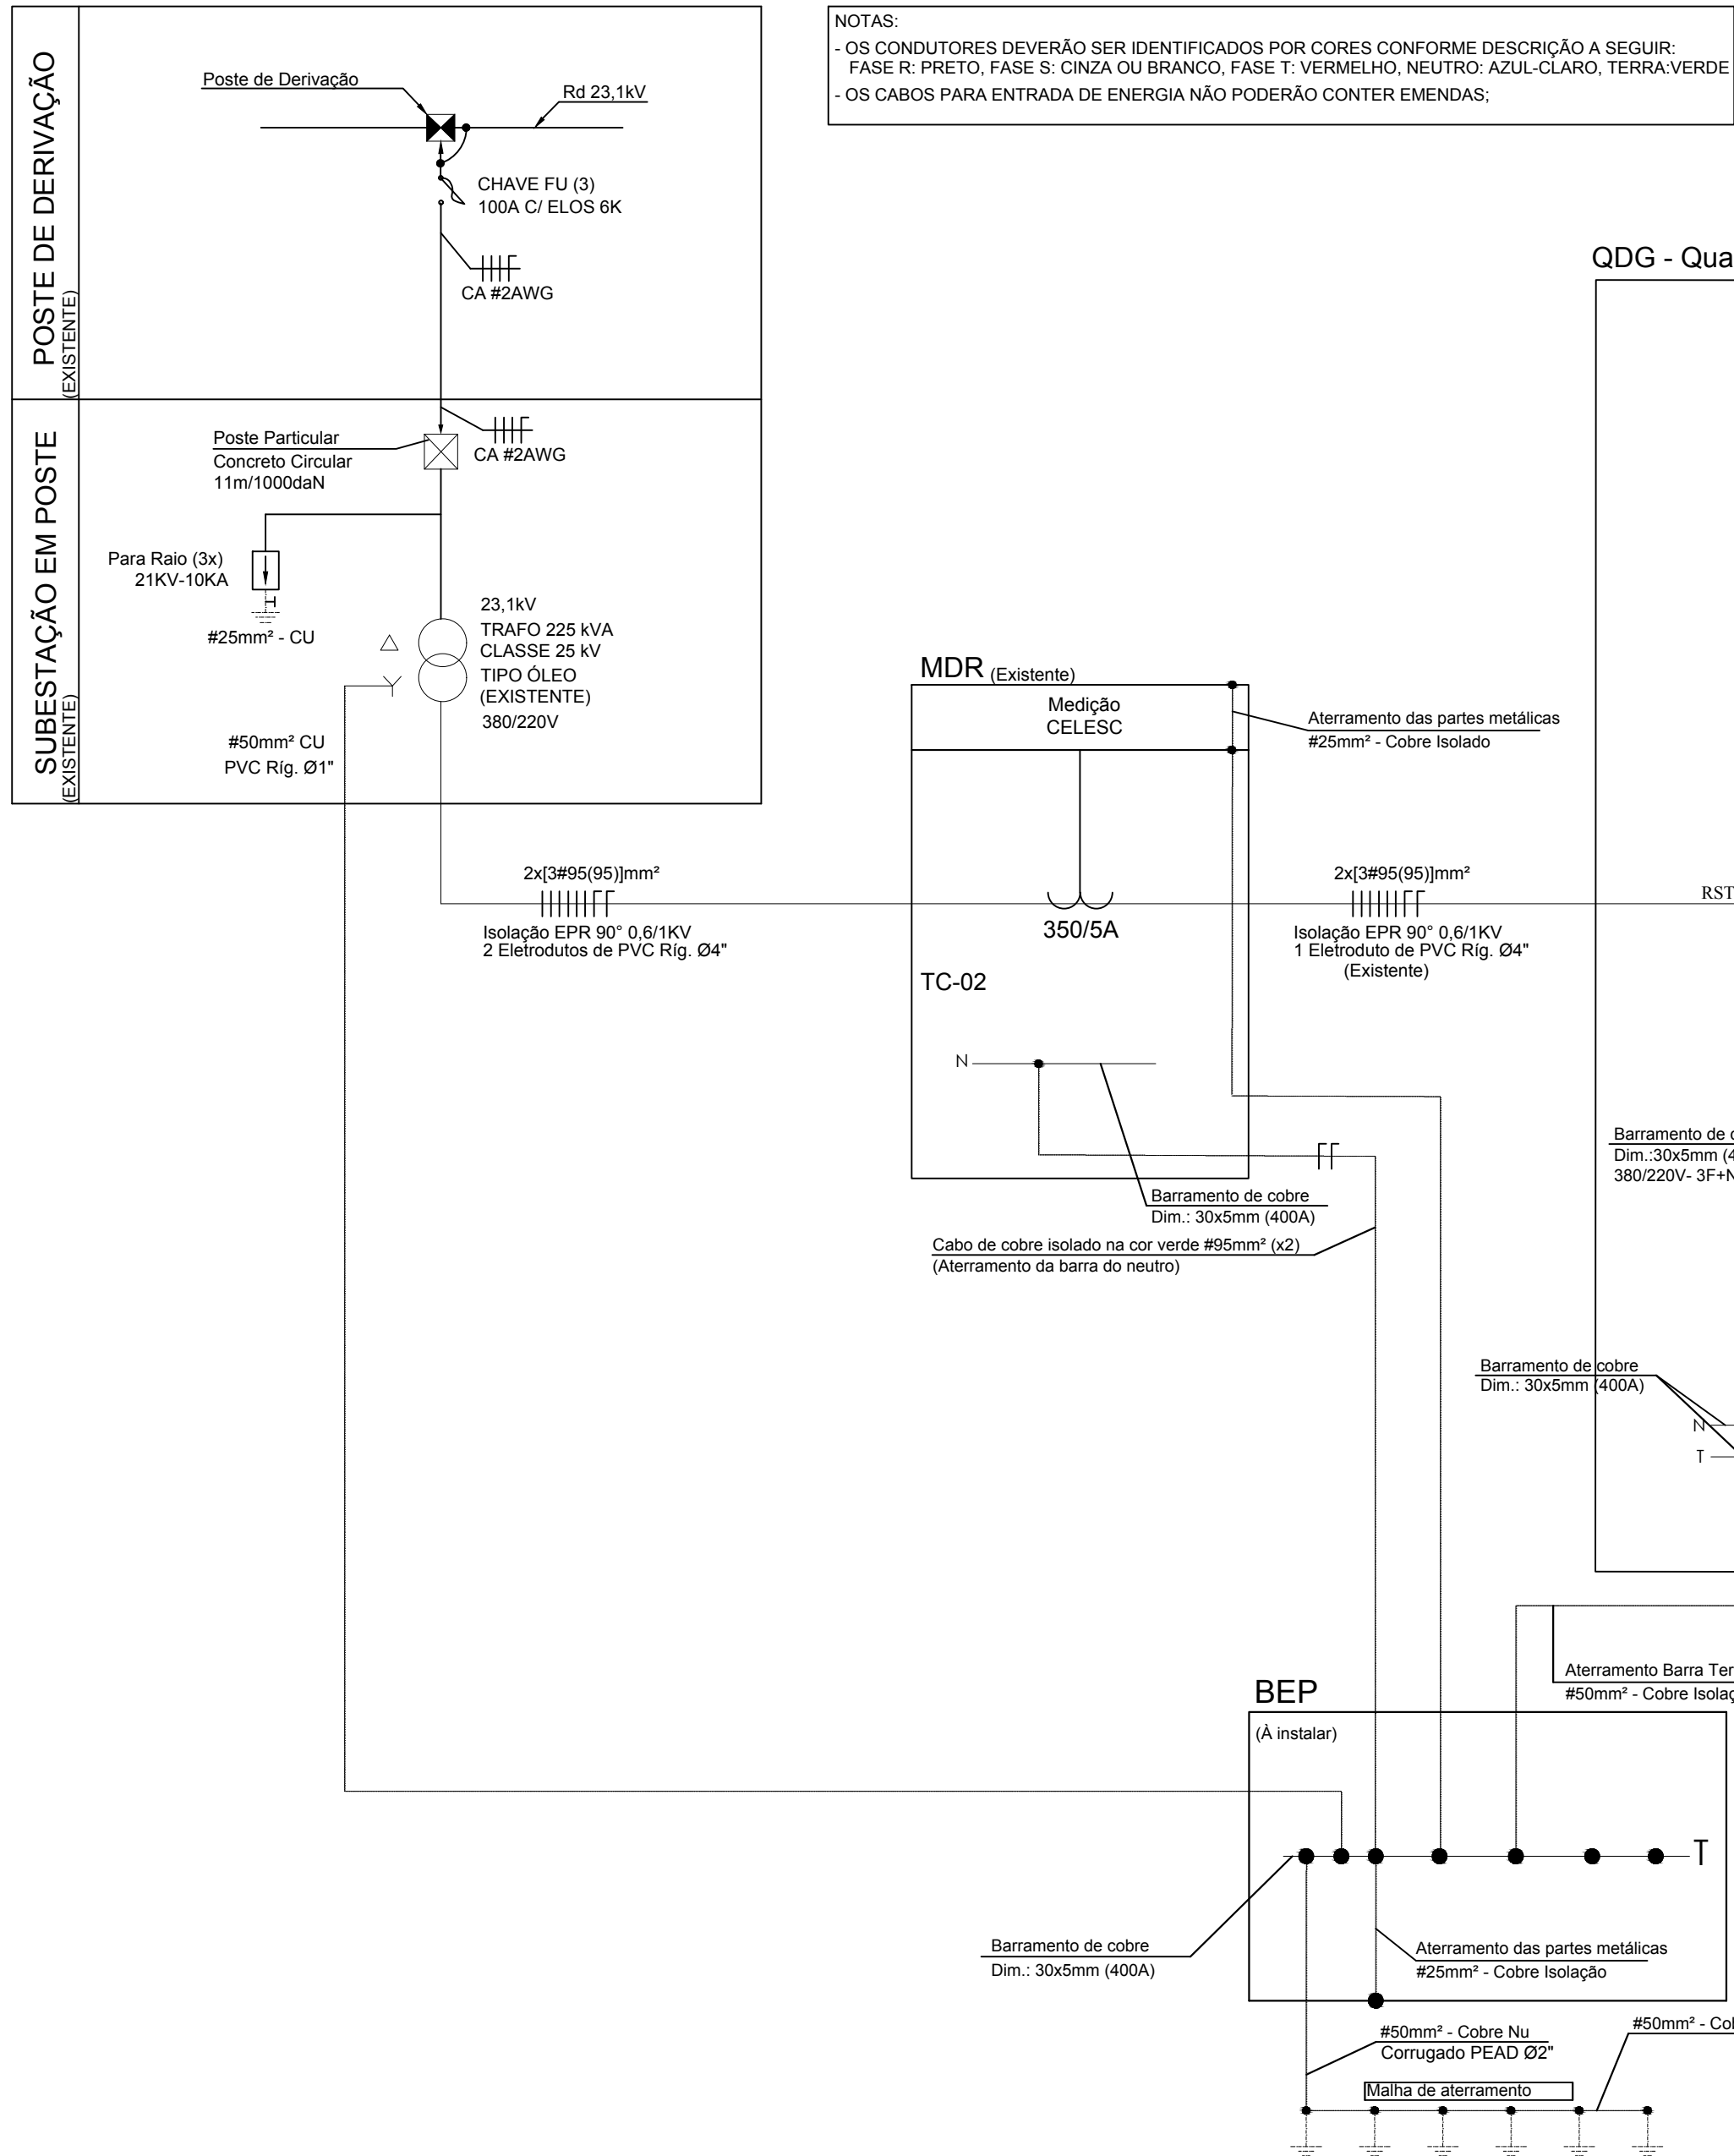 NOTAS:
- OS CONDUTORES DEVERÃO SER IDENTIFICADOS POR CORES CONFORME DESCRIÇÃO A SEGUIR:
FASE R: PRETO, FASE S: CINZA OU BRANCO, FASE T: VERMELHO, NEUTRO: AZUL-CLARO, TERRA:VERDE
- OS CABOS PARA ENTRADA DE ENERGIA NÃO PODERÃO CONTER EMENDAS;
POSTE DE DERIVAÇÃO
(EXISTENTE)
Poste de Derivação
Rd 23,1kV
CHAVE FU (3)
100A C/ ELOS 6K
CA #2AWG
SUBESTAÇÃO EM POSTE
(EXISTENTE)
Poste Particular
Concreto Circular
11m/1000daN
CA #2AWG
Para Raio (3x)
21KV-10KA
#25mm² - CU
23,1kV
TRAFO 225 kVA
CLASSE 25 kV
TIPO ÓLEO
(EXISTENTE)
380/220V
#50mm² CU
PVC Ríg. Ø1"
2x[3#95(95)]mm²
Isolação EPR 90° 0,6/1KV
2 Eletrodutos de PVC Ríg. Ø4"
MDR (Existente)
Medição
CELESC
Aterramento das partes metálicas
#25mm² - Cobre Isolado
350/5A
TC-02
N
Barramento de cobre
Dim.: 30x5mm (400A)
Cabo de cobre isolado na cor verde #95mm² (x2)
(Aterramento da barra do neutro)
2x[3#95(95)]mm²
Isolação EPR 90° 0,6/1KV
1 Eletroduto de PVC Ríg. Ø4"
(Existente)
QDG - Qua
RST
Barramento de
Dim.:30x5mm (4
380/220V- 3F+N
Barramento de cobre
Dim.: 30x5mm (400A)
N
T
Aterramento Barra Ter
#50mm² - Cobre Isolaç
BEP
(À instalar)
T
Barramento de cobre
Dim.: 30x5mm (400A)
Aterramento das partes metálicas
#25mm² - Cobre Isolação
#50mm² - Cobre Nu
Corrugado PEAD Ø2"
#50mm² - Co
Malha de aterramento